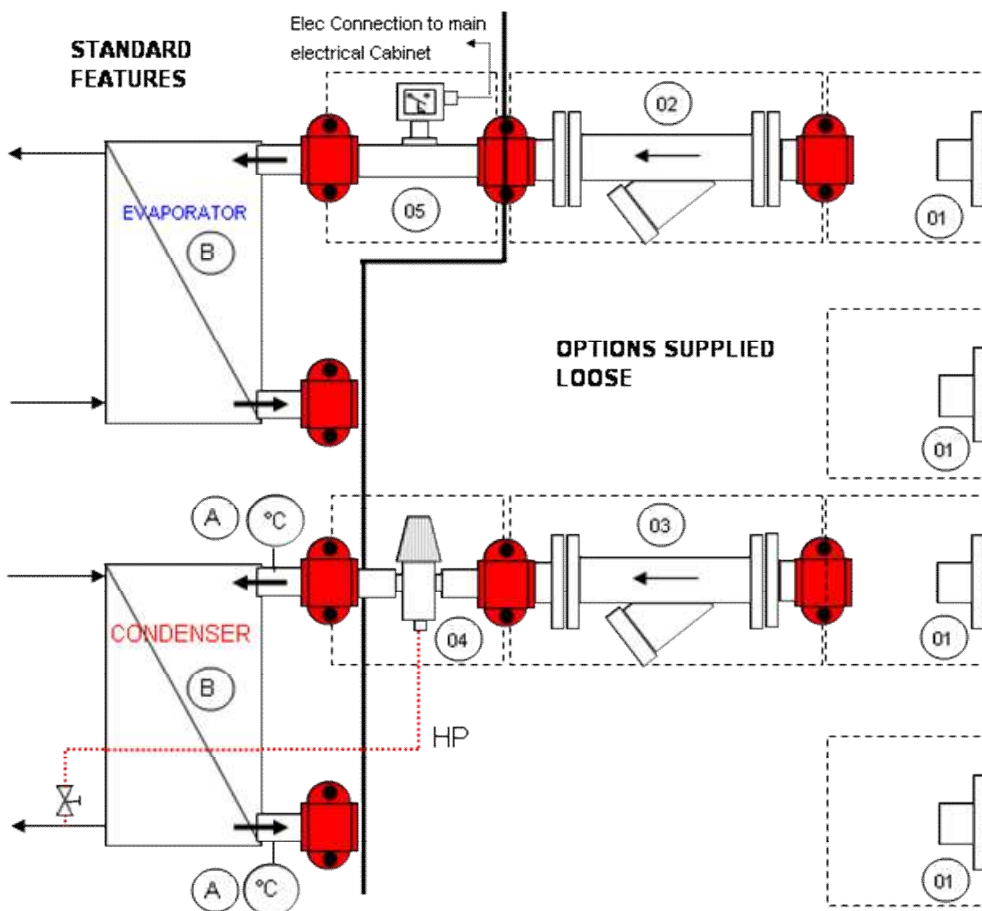 Elec Connection to main
electrical Cabinet
STANDARD
FEATURES
02
05
01
EVAPORATOR
B
OPTIONS SUPPLIED
LOOSE
01
A
°C
03
04
01
CONDENSER
B
HP
01
A
°C